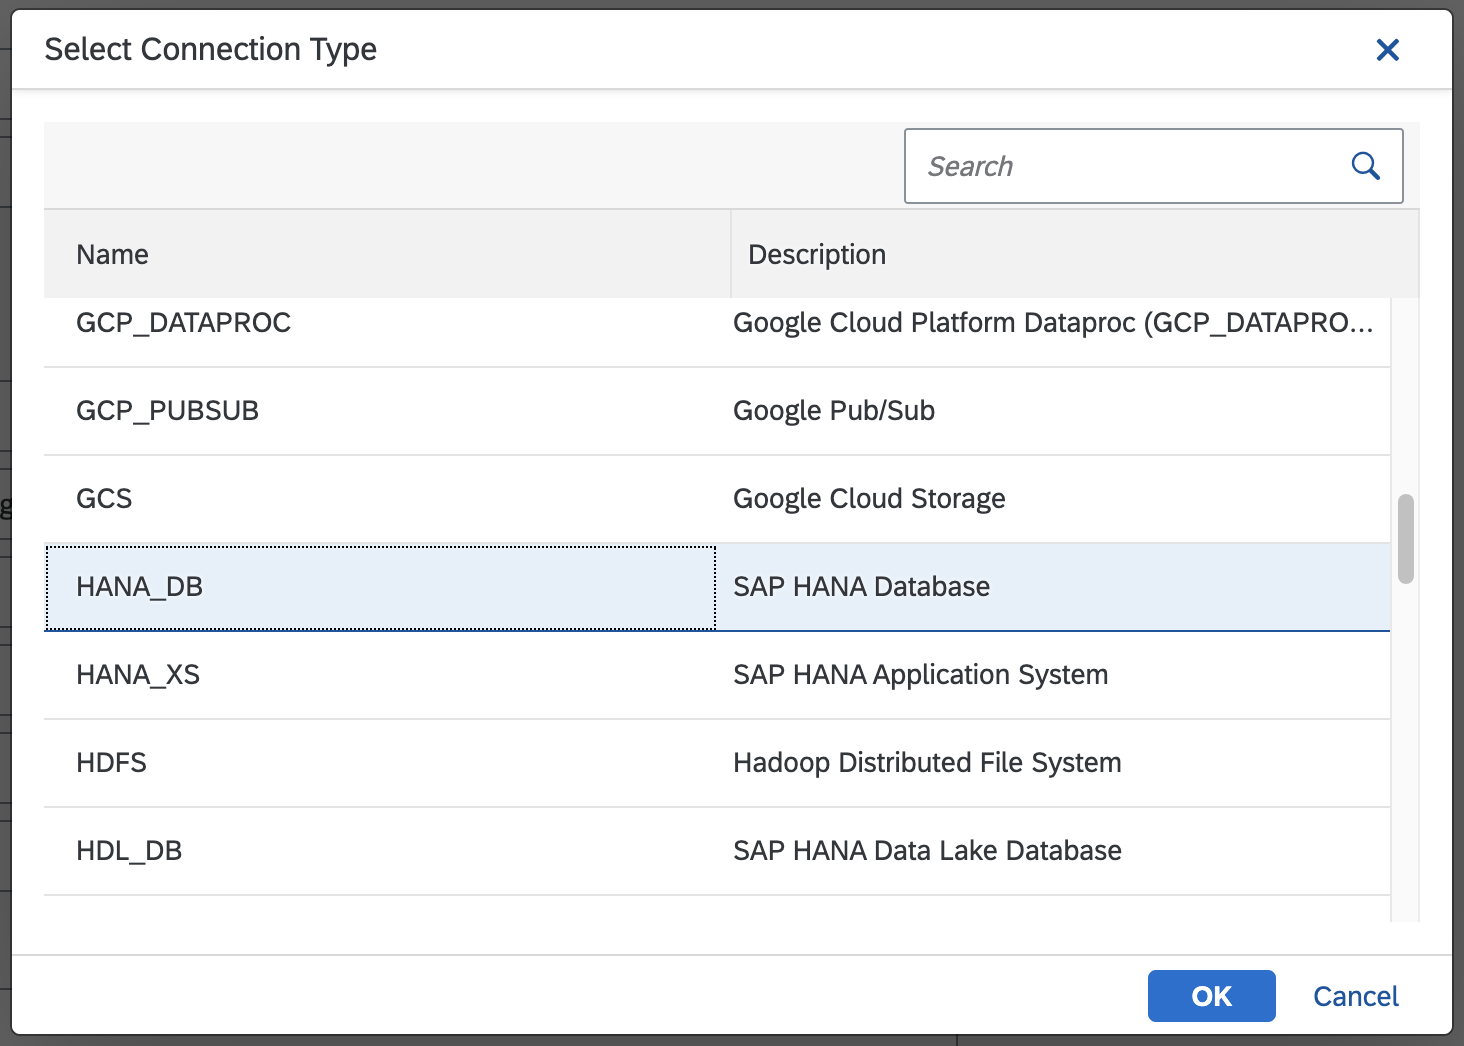 Select Connection Type
Search
Name Description
GCP_DATAPROC Google Cloud Platform Dataproc (GCP_DATAPRO...
GCP_PUBSUB Google Pub/Sub
GCS Google Cloud Storage
HANA_DB SAP HANA Database
HANA_XS SAP HANA Application System
HDFS Hadoop Distributed File System
HDL_DB SAP HANA Data Lake Database
OK Cancel